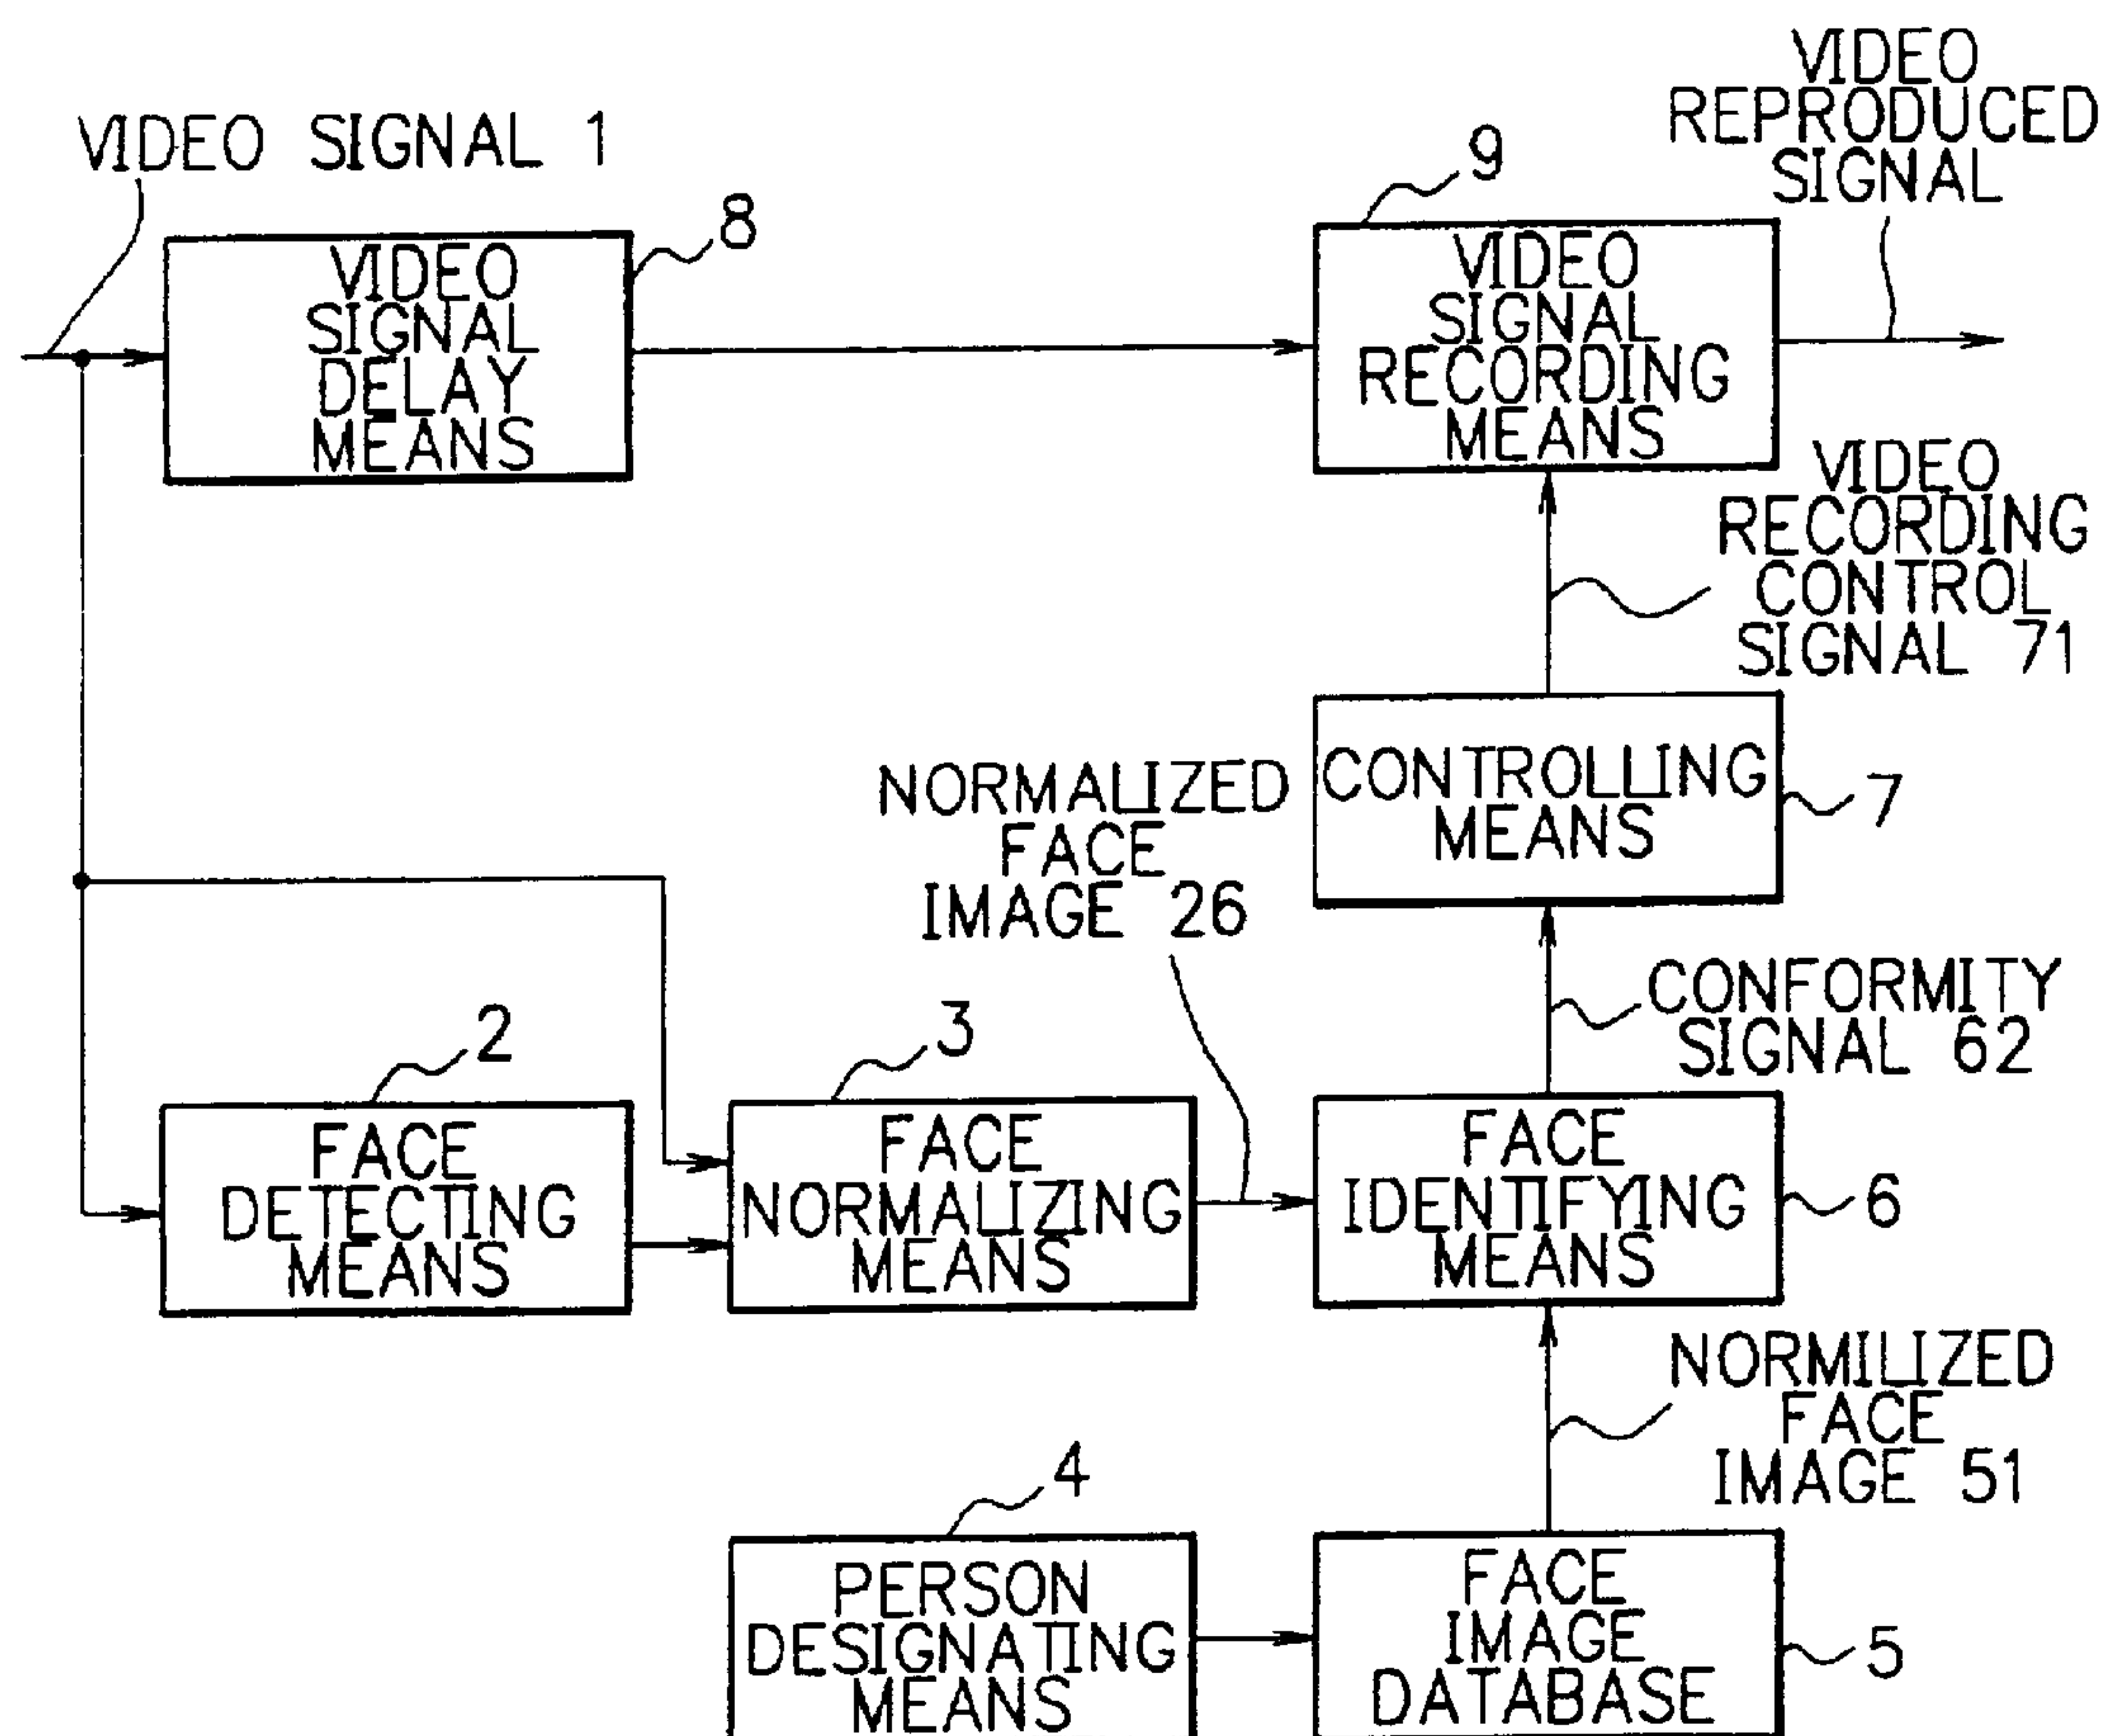 VIDEO
REPRODUCED
SIGNAL
VIDEO SIGNAL 1
8
9
VIDEO
SIGNAL
DELAY
MEANS
VIDEO
SIGNAL
RECORDING
MEANS
VIDEO
RECORDING
CONTROL
SIGNAL 71
CONTROLLING
MEANS
7
NORMALIZED
FACE
IMAGE 26
CONFORMITY
SIGNAL 62
2
3
FACE
DETECTING
MEANS
FACE
NORMALIZING
MEANS
FACE
IDENTIFYING
MEANS
6
NORMILIZED
FACE
IMAGE 51
4
PERSON
DESIGNATING
MEANS
FACE
IMAGE
DATABASE
5